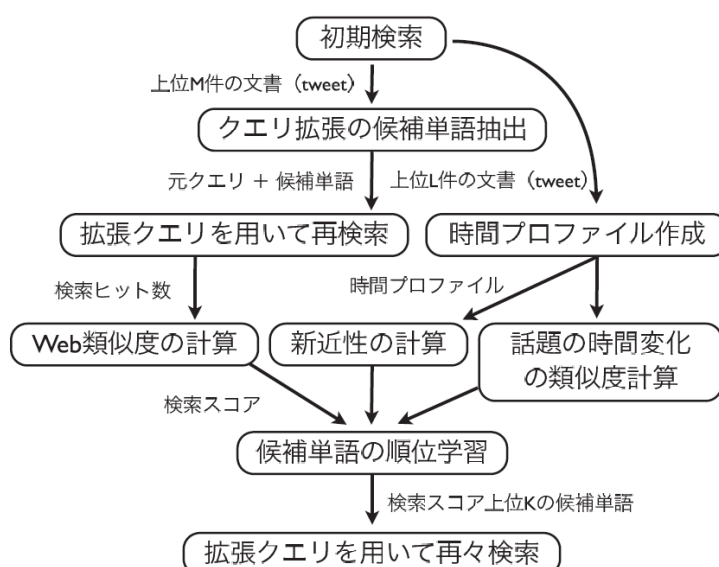 初期検索
上位M件の文書（tweet）
クエリ拡張の候補単語抽出
元クエリ ＋ 候補単語
上位L件の文書（tweet）
拡張クエリを用いて再検索
時間プロファイル作成
検索ヒット数
時間プロファイル
Web類似度の計算
新近性の計算
話題の時間変化
の類似度計算
検索スコア
候補単語の順位学習
検索スコア上位Kの候補単語
拡張クエリを用いて再々検索